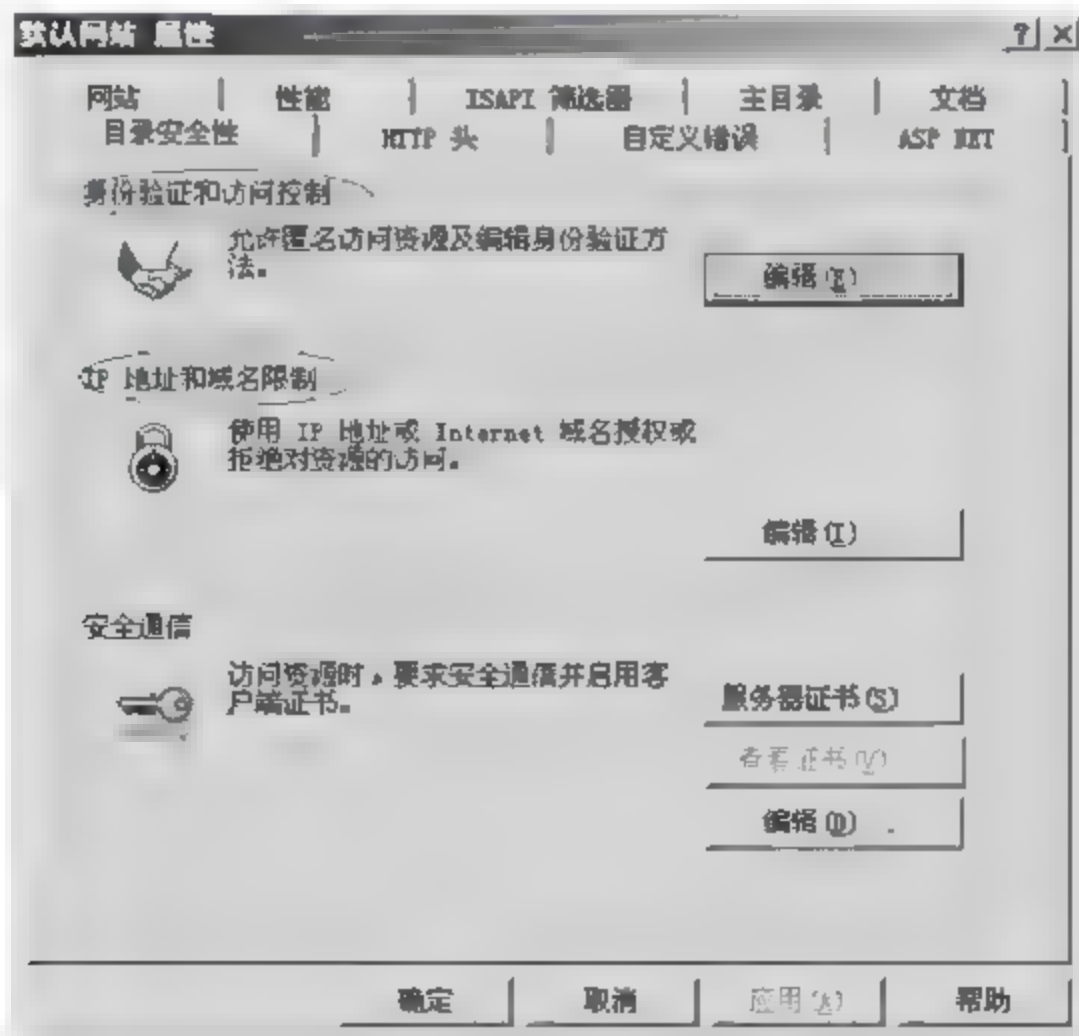 默认网站 属性 ? ×
网站 性能 ISAPI 筛选器 主目录 文档
目录安全性 HTTP 头 自定义错误 ASP.NET
身份验证和访问控制
允许匿名访问资源及编辑身份验证方
法。
编辑(E)
IP 地址和域名限制
使用 IP 地址或 Internet 域名授权或
拒绝对资源的访问。
编辑(I)
安全通信
访问资源时，要求安全通信并启用客
户端证书。
服务器证书(S)
查看证书(V)
编辑(D)
确定 取消 应用(A) 帮助